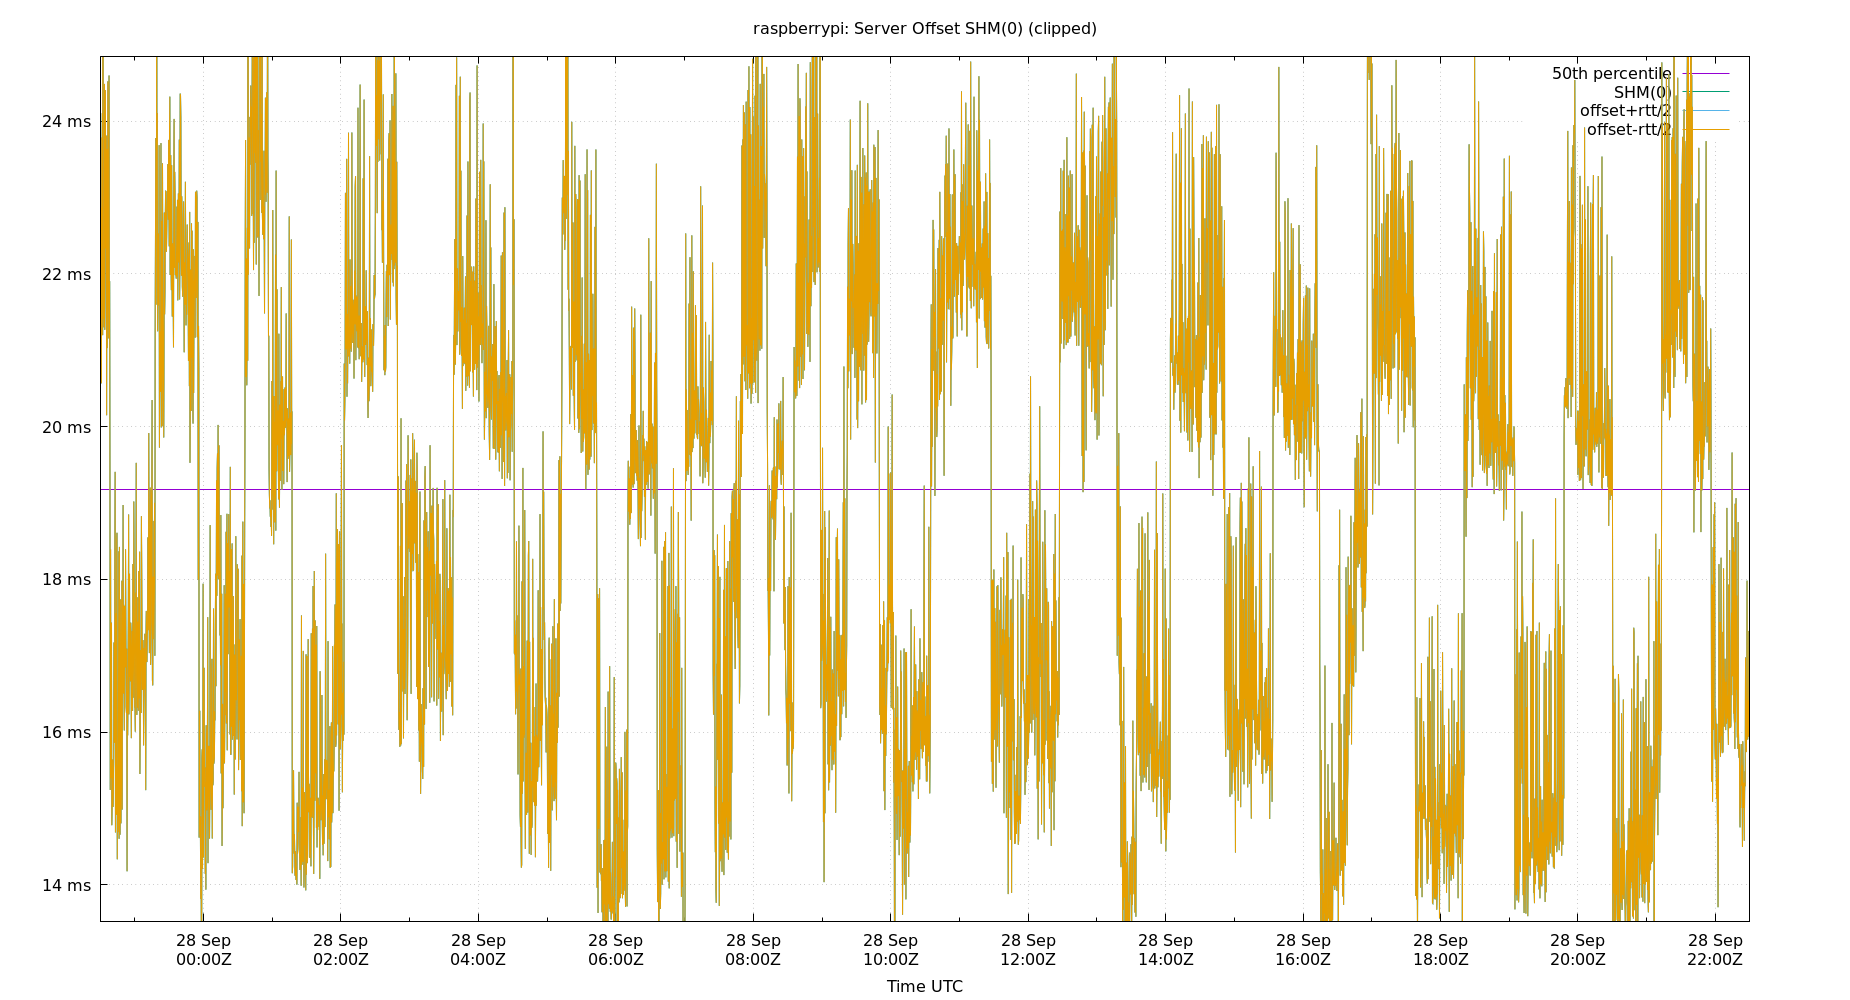 raspberrypi: Server Offset SHM(0) (clipped)
50th percentile
SHM(0)
offset+rtt/2
offset-rtt/2
24 ms
22 ms
20 ms
18 ms
16 ms
14 ms
28 Sep 28 Sep 28 Sep 28 Sep 28 Sep 28 Sep 28 Sep 28 Sep 28 Sep 28 Sep 28 Sep 28 Sep
00:00Z 02:00Z 04:00Z 06:00Z 08:00Z 10:00Z 12:00Z 14:00Z 16:00Z 18:00Z 20:00Z 22:00Z
Time UTC